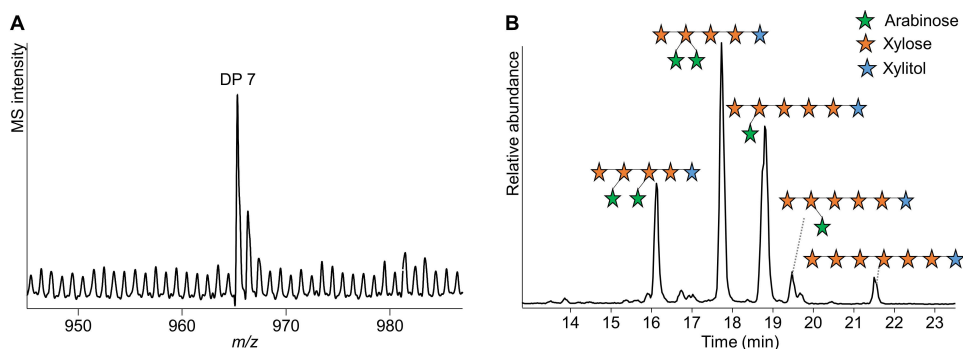 A
MS intensity
DP 7
950 960 970 980
m/z
B
Arabinose
Xylose
Xylitol
Relative abundance
14 15 16 17 18 19 20 21 22 23
Time (min)